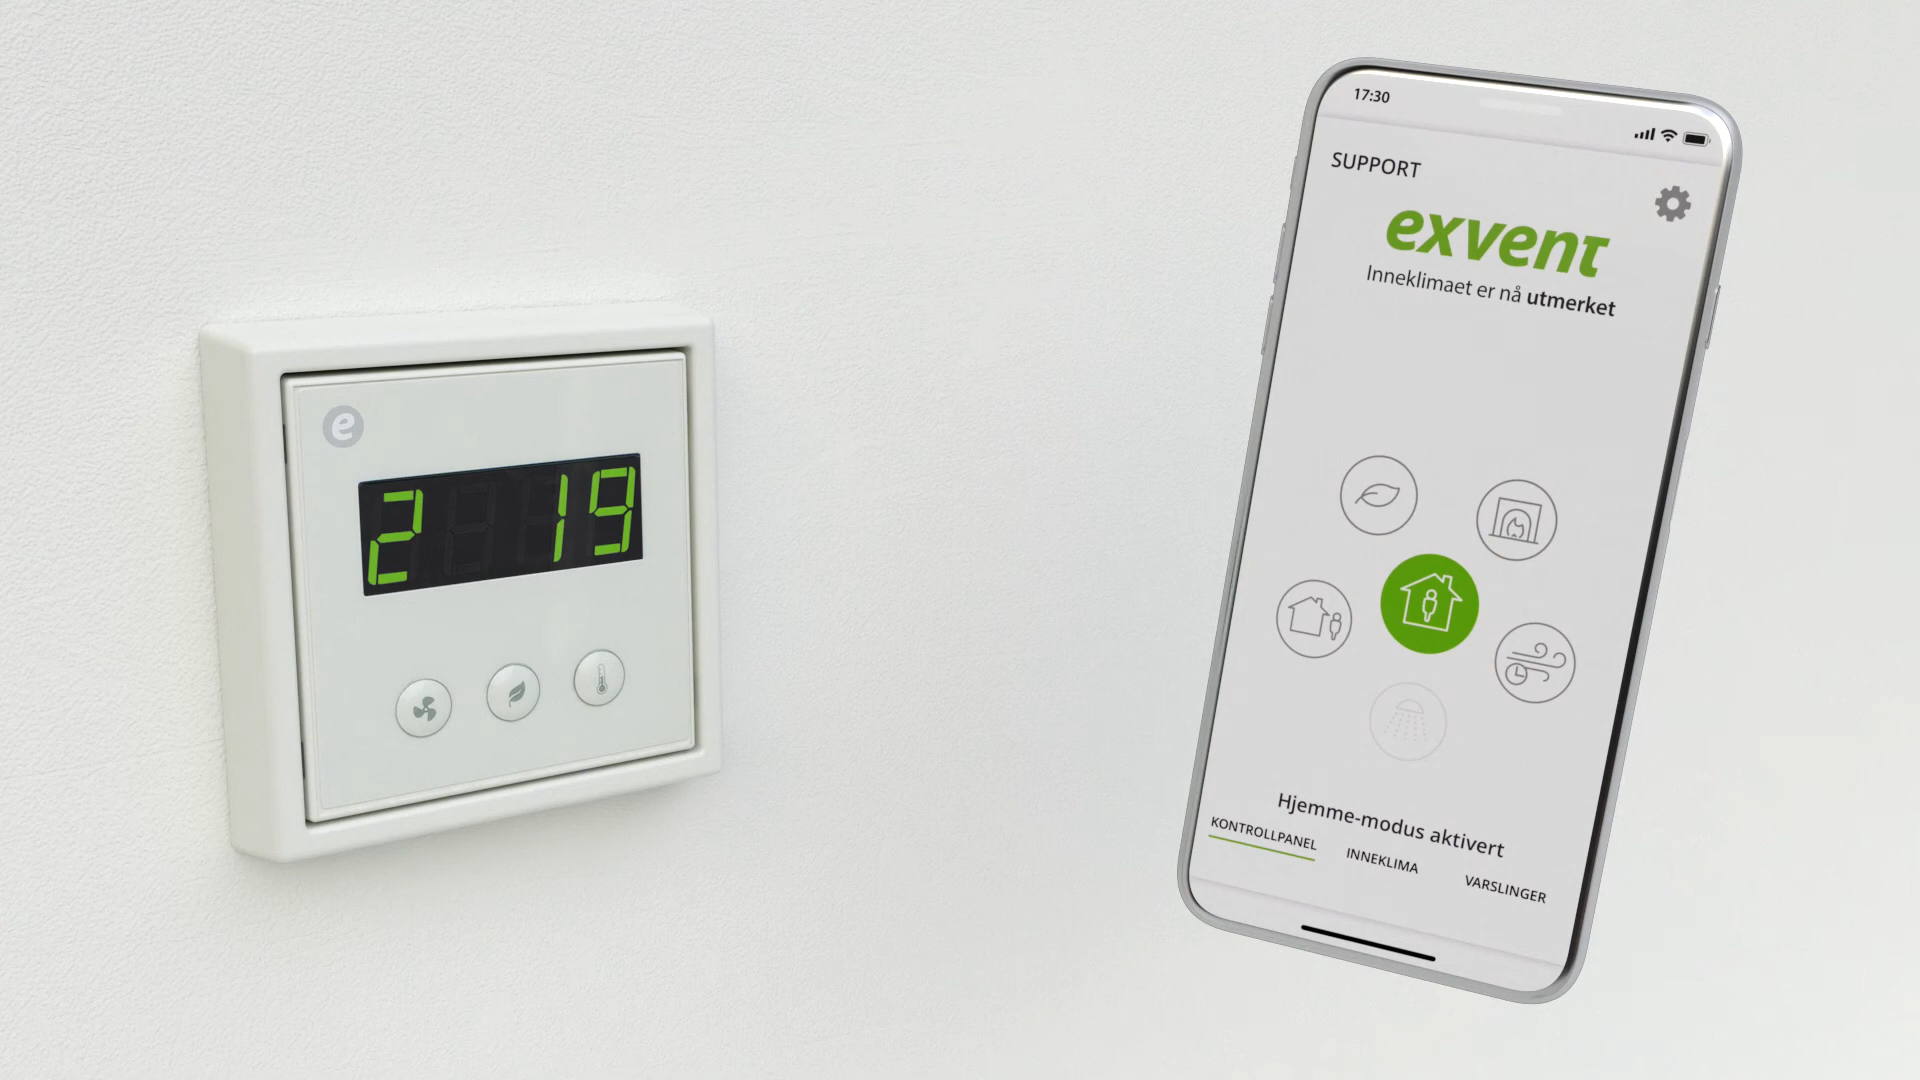 e
2 19
17:30
SUPPORT
exvent
Inneklimaet er nå utmerket
Hjemme-modus aktivert
KONTROLLPANEL INNEKLIMA VARSLINGER